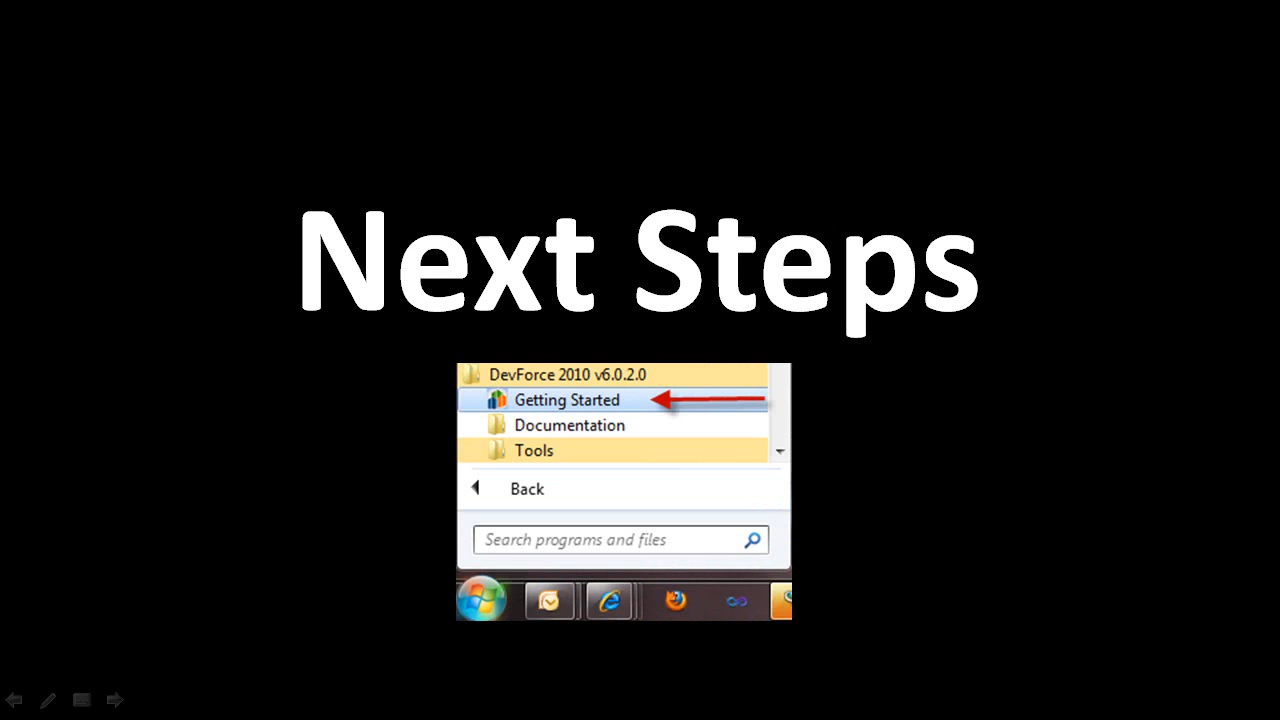 Next Steps
DevForce 2010 v6.0.2.0
Getting Started
Documentation
Tools
Back
Search programs and files